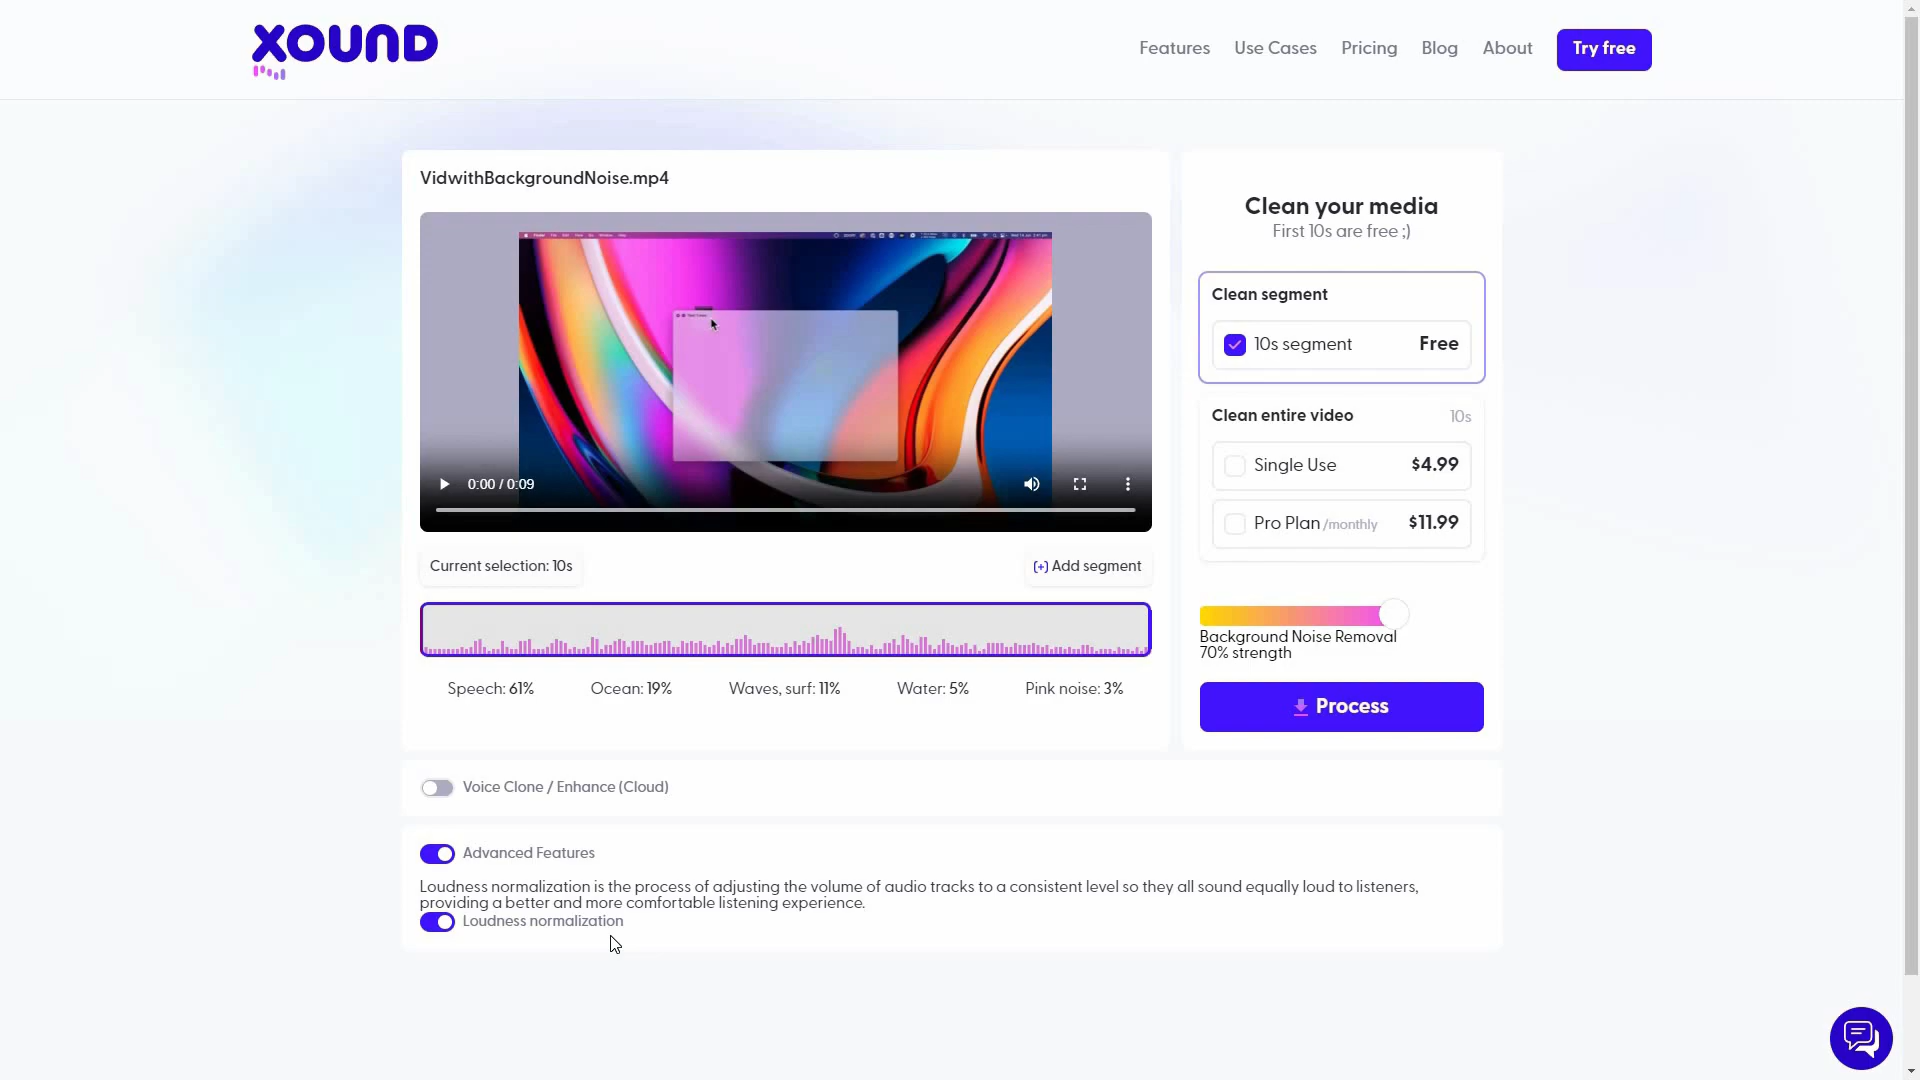 XOUND
Features
Use Cases
Pricing
Blog
About
Try free
VidwithBackgroundNoise.mp4
0:00 / 0:09
Current selection: 10s
[+] Add segment
Speech: 61%
Ocean: 19%
Waves, surf: 11%
Water: 5%
Pink noise: 3%
Clean your media
First 10s are free ;)
Clean segment
10s segment
Free
Clean entire video
10s
Single Use
$4.99
Pro Plan /monthly
$11.99
Background Noise Removal
70% strength
Process
Voice Clone / Enhance (Cloud)
Advanced Features
Loudness normalization is the process of adjusting the volume of audio tracks to a consistent level so they all sound equally loud to listeners,
providing a better and more comfortable listening experience.
Loudness normalization